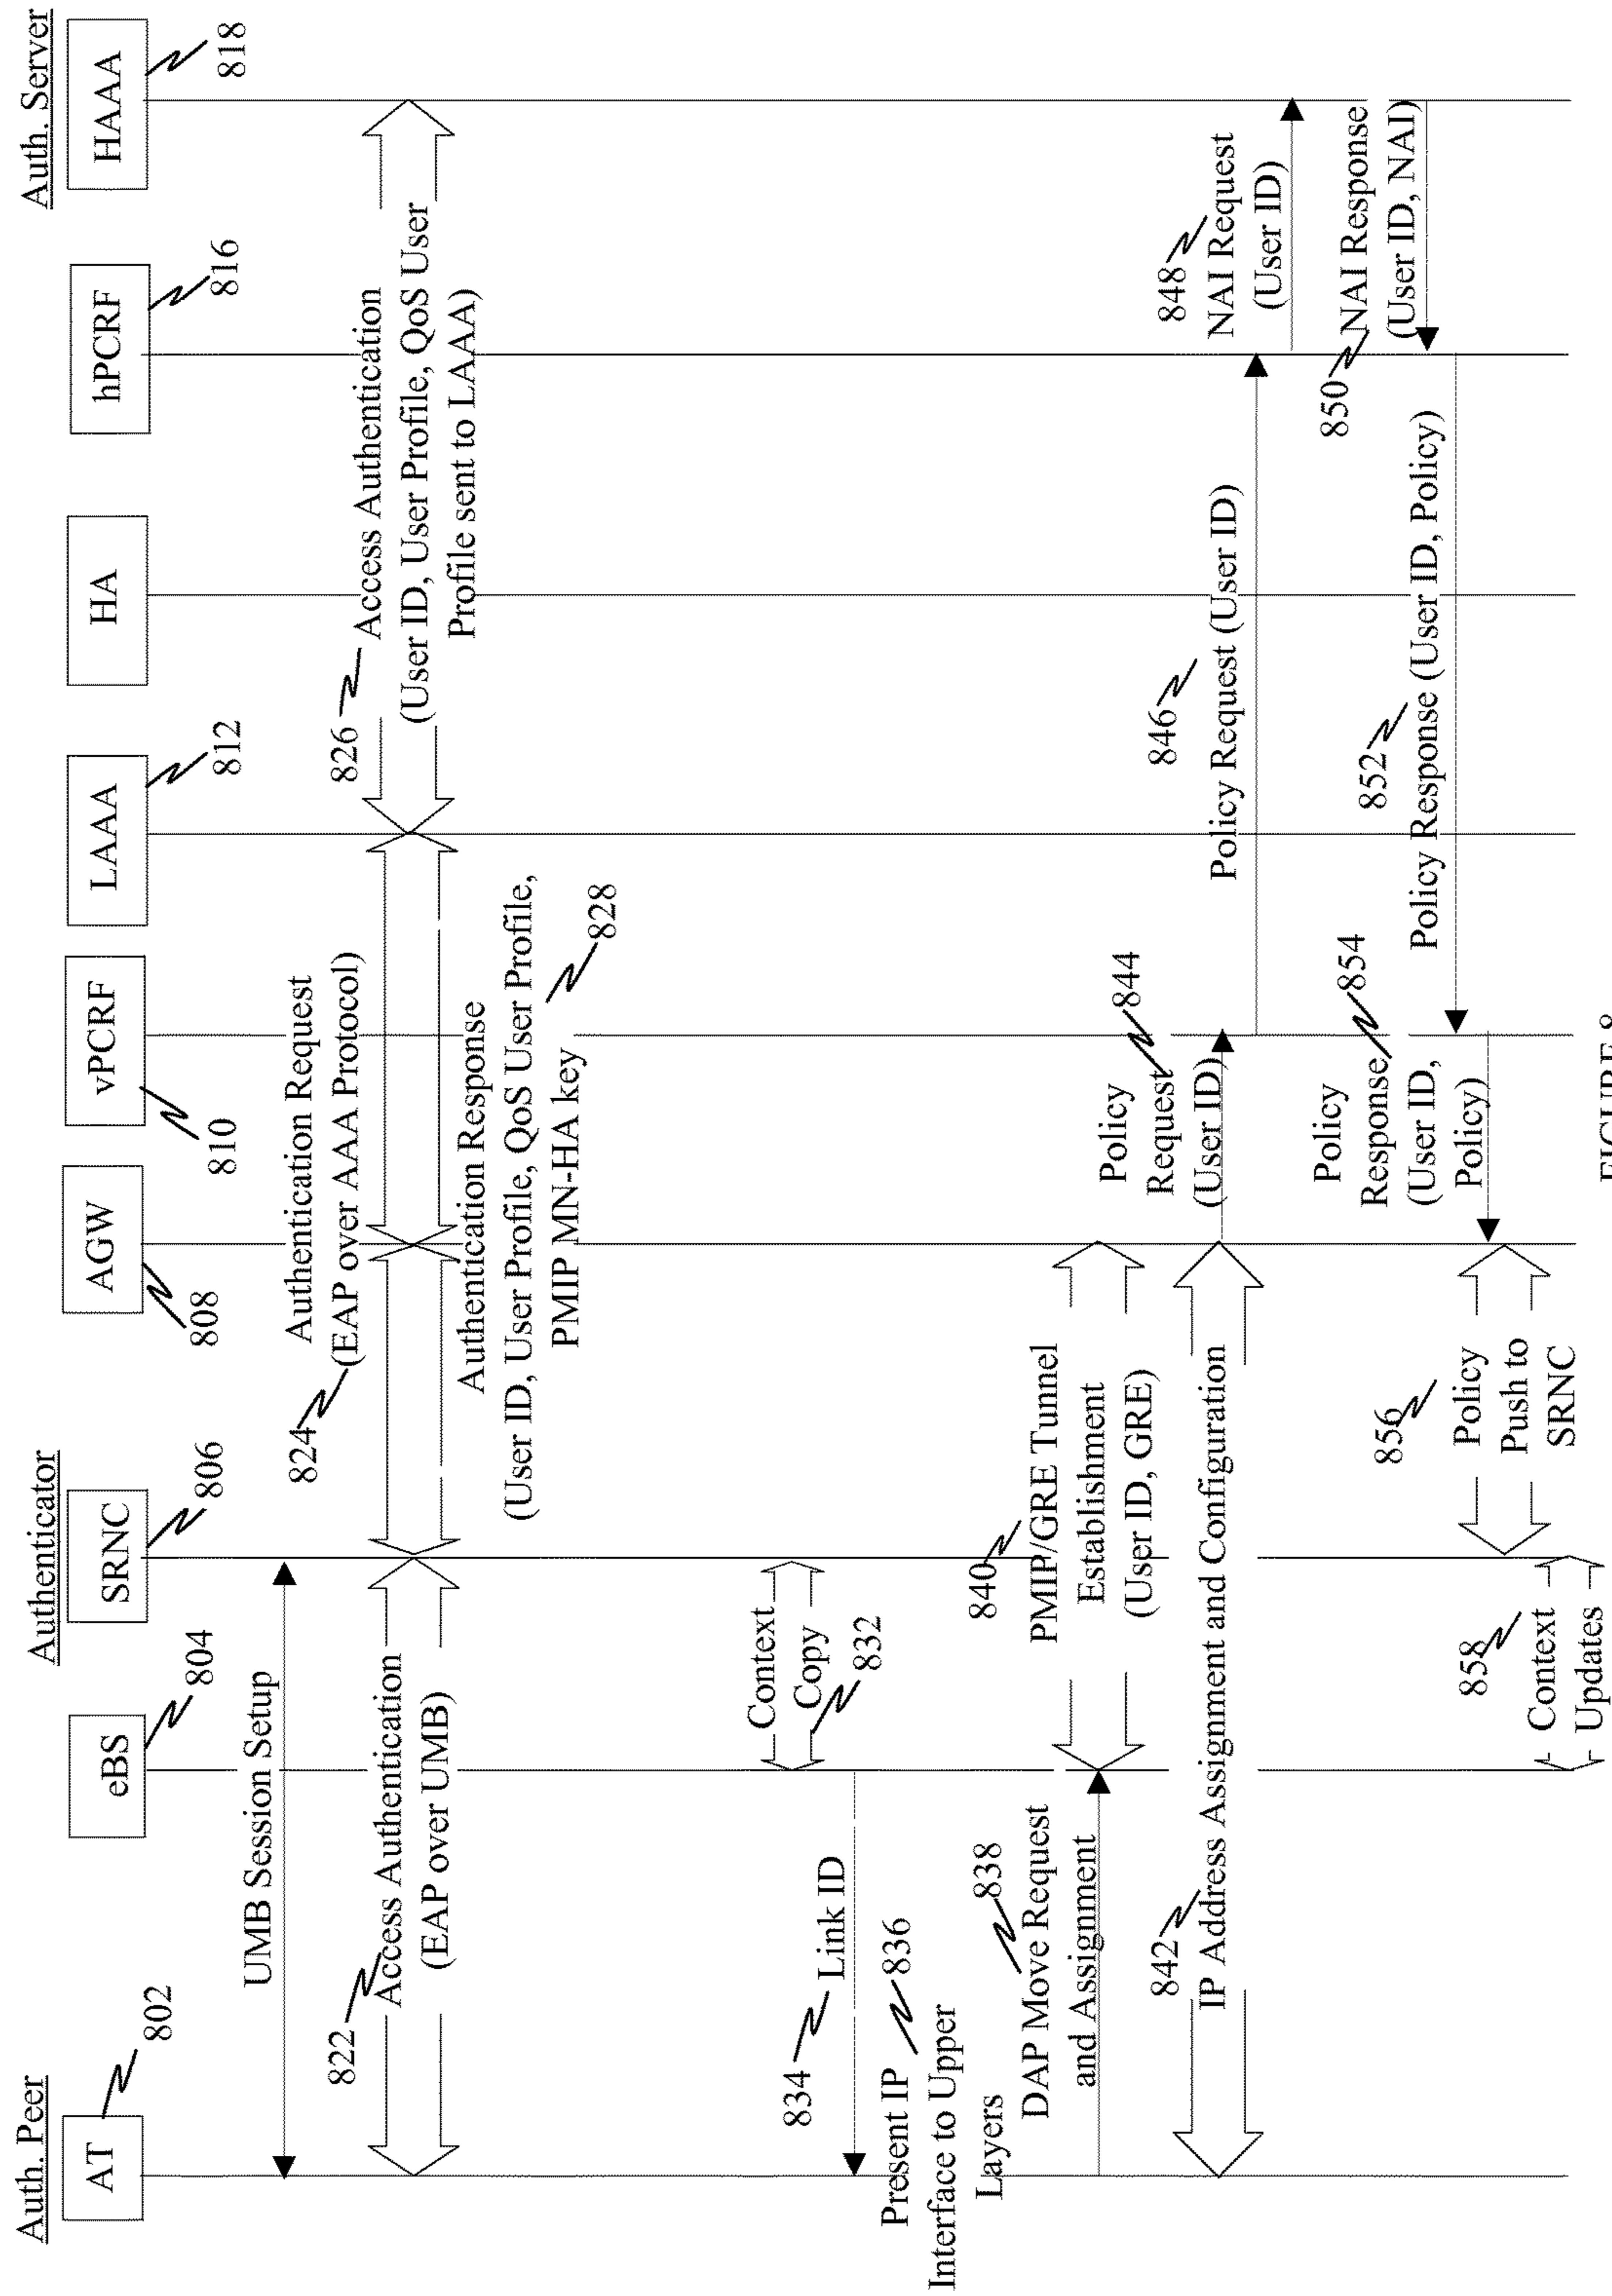 Auth. Peer
Authenticator
Auth. Server
AT
802
eBS
804
SRNC
806
AGW
808
vPCRF
810
LAAA
812
HA
hPCRF
816
HAAA
818
UMB Session Setup
822
Access Authentication
(EAP over UMB)
824
Authentication Request
(EAP over AAA Protocol)
826
Access Authentication
(User ID, User Profile, QoS User
Profile sent to LAAA)
Authentication Response
(User ID, User Profile, QoS User Profile,
PMIP MN-HA key
828
Context
Copy
832
834
Link ID
Present IP
Interface to Upper
Layers
836
838
DAP Move Request
and Assignment
840
PMIP/GRE Tunnel
Establishment
(User ID, GRE)
842
IP Address Assignment and Configuration
Policy
Request
(User ID)
844
846
Policy Request (User ID)
848
NAI Request
(User ID)
850
NAI Response
(User ID, NAI)
852
Policy Response (User ID, Policy)
Policy
Response
(User ID,
Policy)
854
856
Policy
Push to
SRNC
858
Context
Updates
FIGURE 8